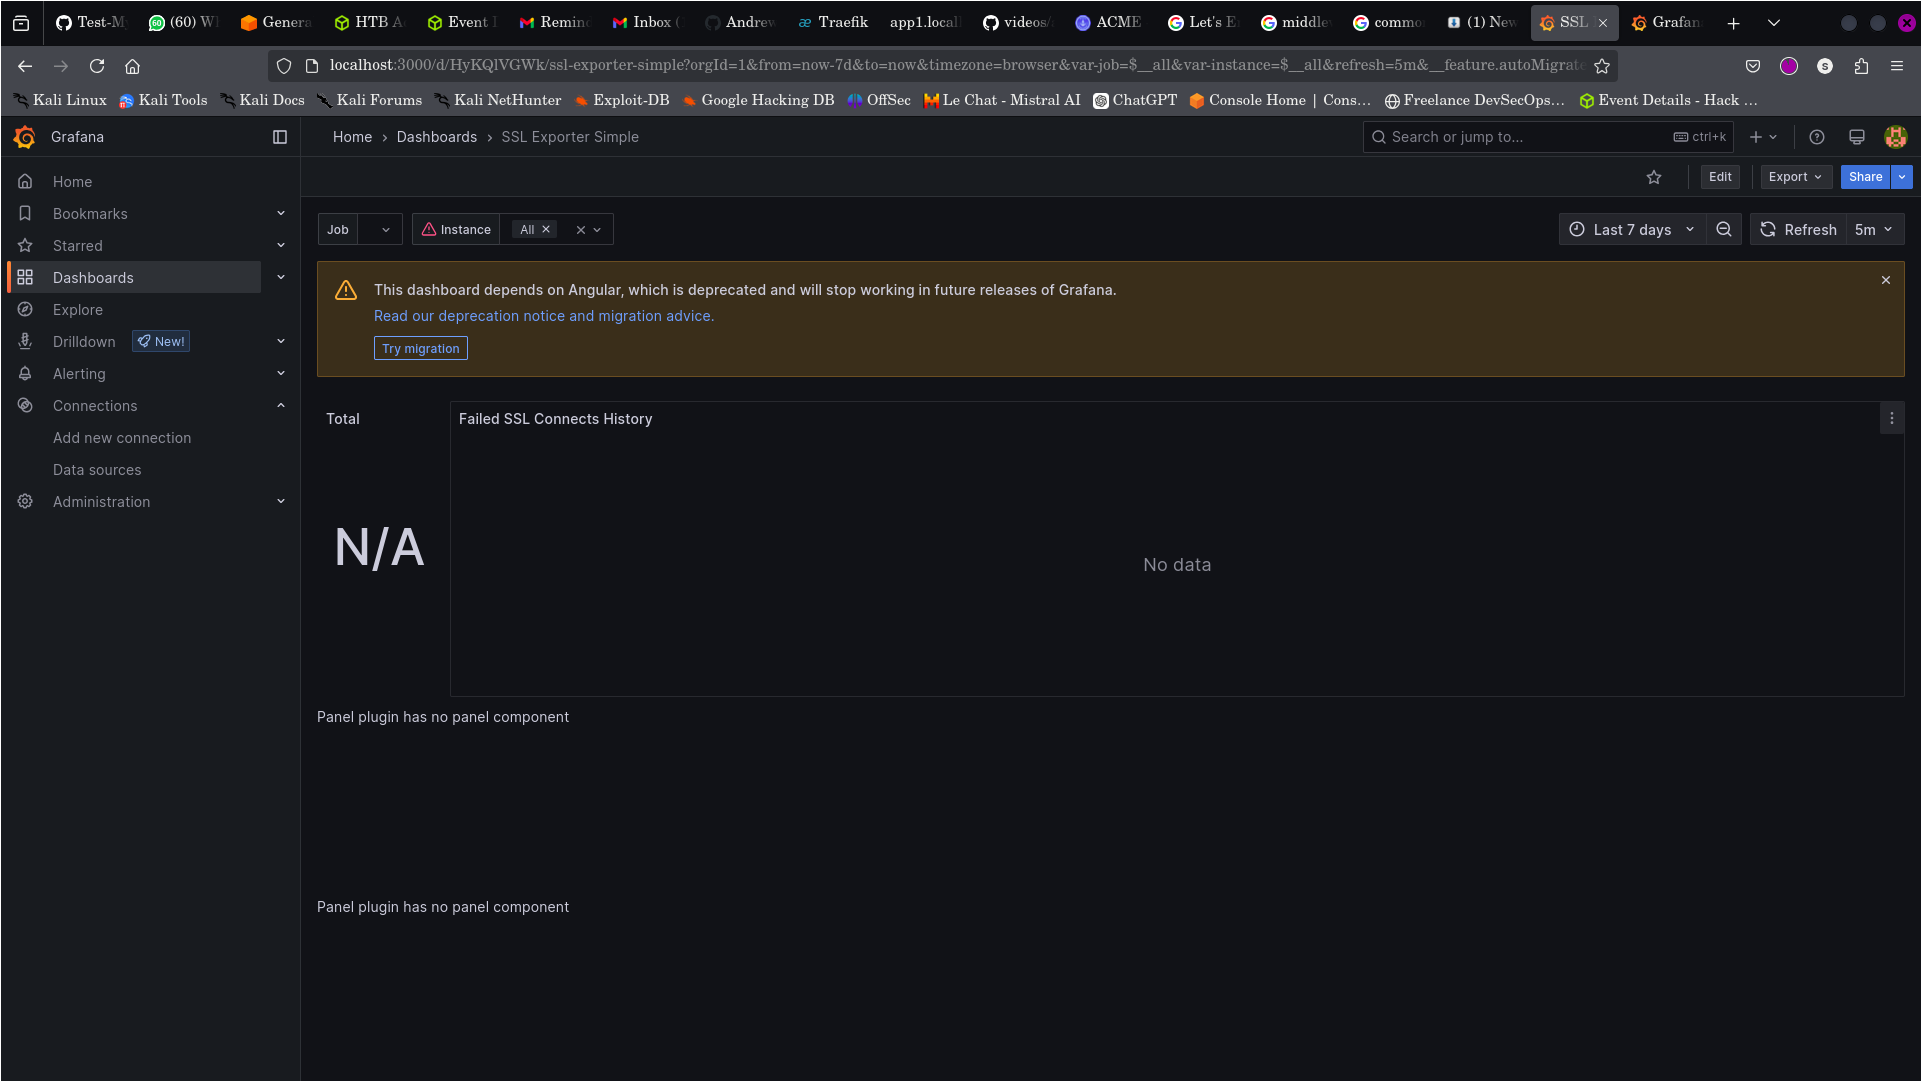 Test-My
(60) W
Genera
HTB A
Event
Remin
Inbox (
Andrew
Traefik
app1.local
videos/
ACME
Let's E
middle
commo
(1) New
SSL
Grafan
localhost:3000/d/HyKQlVGWk/ssl-exporter-simple?orgId=1&from=now-7d&to=now&timezone=browser&var-job=$__all&var-instance=$__all&refresh=5m&__feature.autoMigrate
S
Kali Linux
Kali Tools
Kali Docs
Kali Forums
Kali NetHunter
Exploit-DB
Google Hacking DB
OffSec
Le Chat - Mistral AI
ChatGPT
Console Home | Cons…
Freelance DevSecOps…
Event Details - Hack …
Grafana
Home › Dashboards › SSL Exporter Simple
Search or jump to...
ctrl+k
Home
Bookmarks
Starred
Dashboards
Explore
Drilldown
New!
Alerting
Connections
Add new connection
Data sources
Administration
Edit
Export
Share
Job
Instance
All
Last 7 days
Refresh
5m
This dashboard depends on Angular, which is deprecated and will stop working in future releases of Grafana.
Read our deprecation notice and migration advice.
Try migration
Total
N/A
Failed SSL Connects History
No data
Panel plugin has no panel component
Panel plugin has no panel component